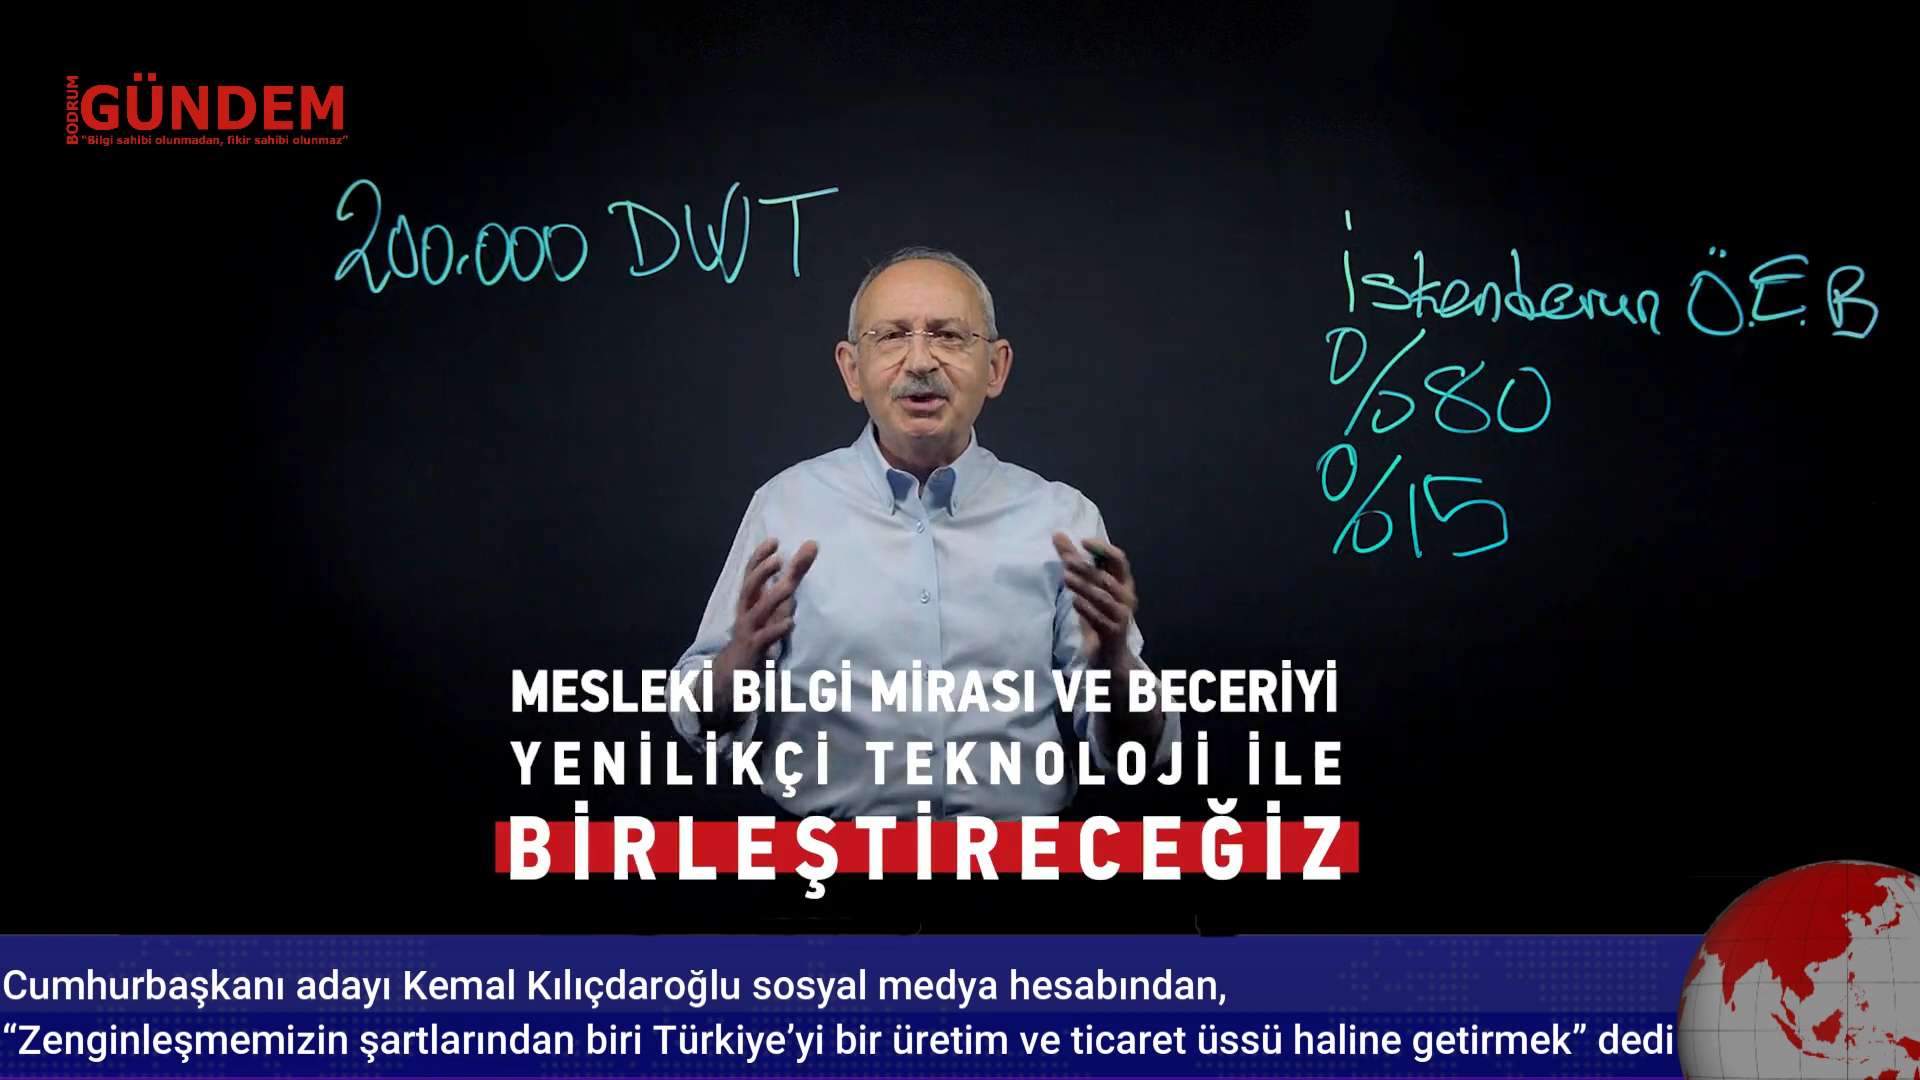 BODRUM
GÜNDEM
“Bilgi sahibi olunmadan, fikir sahibi olunmaz”
200.000 DWT
İskenderun Ö.E.B
%80
%15
MESLEKİ BİLGİ MİRASI VE BECERİYİ
YENİLİKÇİ TEKNOLOJİ İLE
BİRLEŞTİRECEĞİZ
Cumhurbaşkanı adayı Kemal Kılıçdaroğlu sosyal medya hesabından,
“Zenginleşmemizin şartlarından biri Türkiye’yi bir üretim ve ticaret üssü haline getirmek” dedi